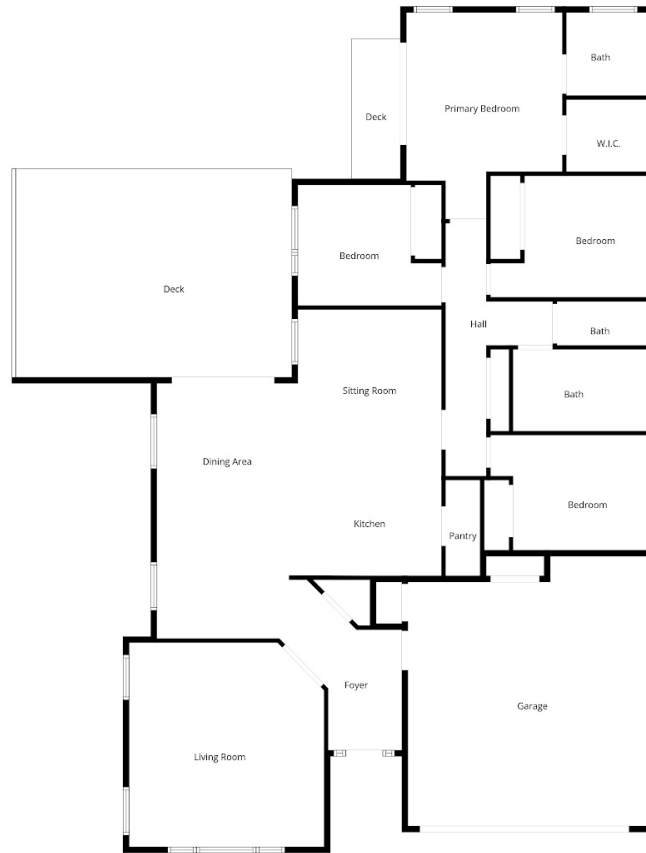 Bath
Primary Bedroom
Deck
W.I.C.
Bedroom
Bedroom
Deck
Hall
Bath
Sitting Room
Bath
Dining Area
Bedroom
Kitchen
Pantry
Foyer
Garage
Living Room